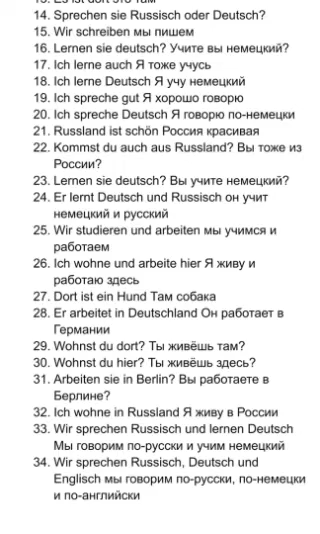 13. Es ist dort это там
14. Sprechen sie Russisch oder Deutsch?
15. Wir schreiben мы пишем
16. Lernen sie deutsch? Учите вы немецкий?
17. Ich lerne auch Я тоже учусь
18. Ich lerne Deutsch Я учу немецкий
19. Ich spreche gut Я хорошо говорю
20. Ich spreche Deutsch Я говорю по-немецки
21. Russland ist schön Россия красивая
22. Kommst du auch aus Russland? Вы тоже из
России?
23. Lernen sie deutsch? Вы учите немецкий?
24. Er lernt Deutsch und Russisch он учит
немецкий и русский
25. Wir studieren und arbeiten мы учимся и
работаем
26. Ich wohne und arbeite hier Я живу и
работаю здесь
27. Dort ist ein Hund Там собака
28. Er arbeitet in Deutschland Он работает в
Германии
29. Wohnst du dort? Ты живёшь там?
30. Wohnst du hier? Ты живёшь здесь?
31. Arbeiten sie in Berlin? Вы работаете в
Берлине?
32. Ich wohne in Russland Я живу в России
33. Wir sprechen Russisch und lernen Deutsch
Мы говорим по-русски и учим немецкий
34. Wir sprechen Russisch, Deutsch und
Englisch мы говорим по-русски, по-немецки
и по-английски